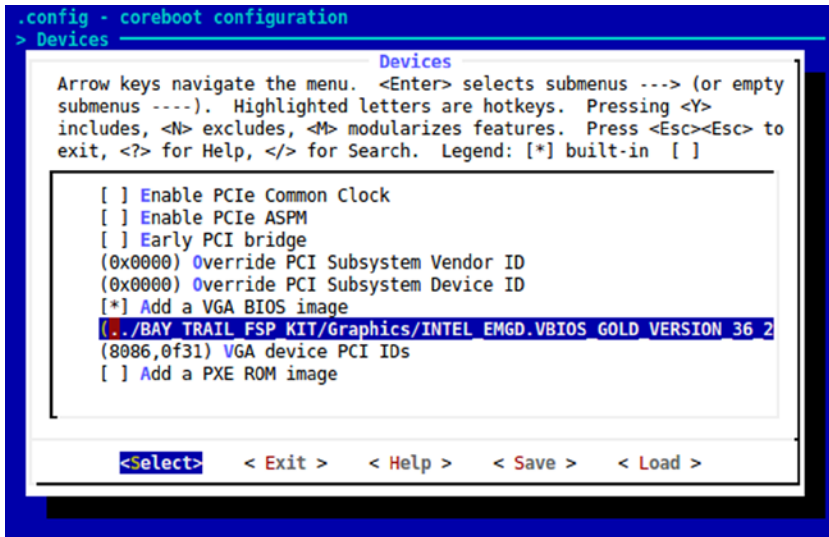 .config - coreboot configuration
> Devices
Devices
Arrow keys navigate the menu.  <Enter> selects submenus ---> (or empty
submenus ----).  Highlighted letters are hotkeys.  Pressing <Y>
includes, <N> excludes, <M> modularizes features.  Press <Esc><Esc> to
exit, <?> for Help, </> for Search.  Legend: [*] built-in  [ ]
[ ] Enable PCIe Common Clock
[ ] Enable PCIe ASPM
[ ] Early PCI bridge
(0x0000) Override PCI Subsystem Vendor ID
(0x0000) Override PCI Subsystem Device ID
[*] Add a VGA BIOS image
(../BAY_TRAIL_FSP_KIT/Graphics/INTEL_EMGD.VBIOS_GOLD_VERSION_36_2
(8086,0f31) VGA device PCI IDs
[ ] Add a PXE ROM image
<Select>    < Exit >    < Help >    < Save >    < Load >